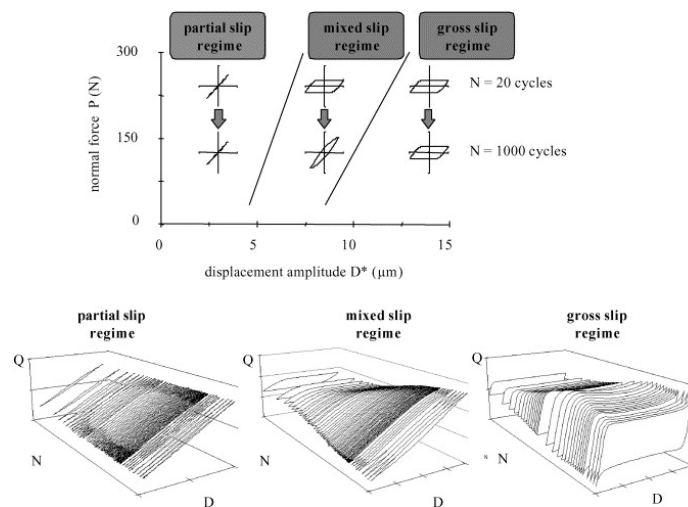 partial slip
regime
mixed slip
regime
gross slip
regime
300
N = 20 cycles
normal force P (N)
150
N = 1000 cycles
0
0
5
10
15
displacement amplitude D* (µm)
partial slip
regime
mixed slip
regime
gross slip
regime
Q
Q
Q
N
N
N
N
D
D
D